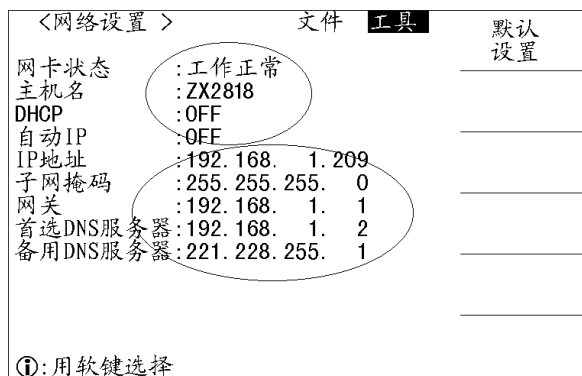 <网络设置 > 文件 工具 默认
设置
网卡状态 :工作正常
主机名 :ZX2818
DHCP :OFF
自动IP :OFF
IP地址 :192.168. 1.209
子网掩码 :255.255.255. 0
网关 :192.168. 1. 1
首选DNS服务器:192.168. 1. 2
备用DNS服务器:221.228.255. 1
ⓘ:用软键选择